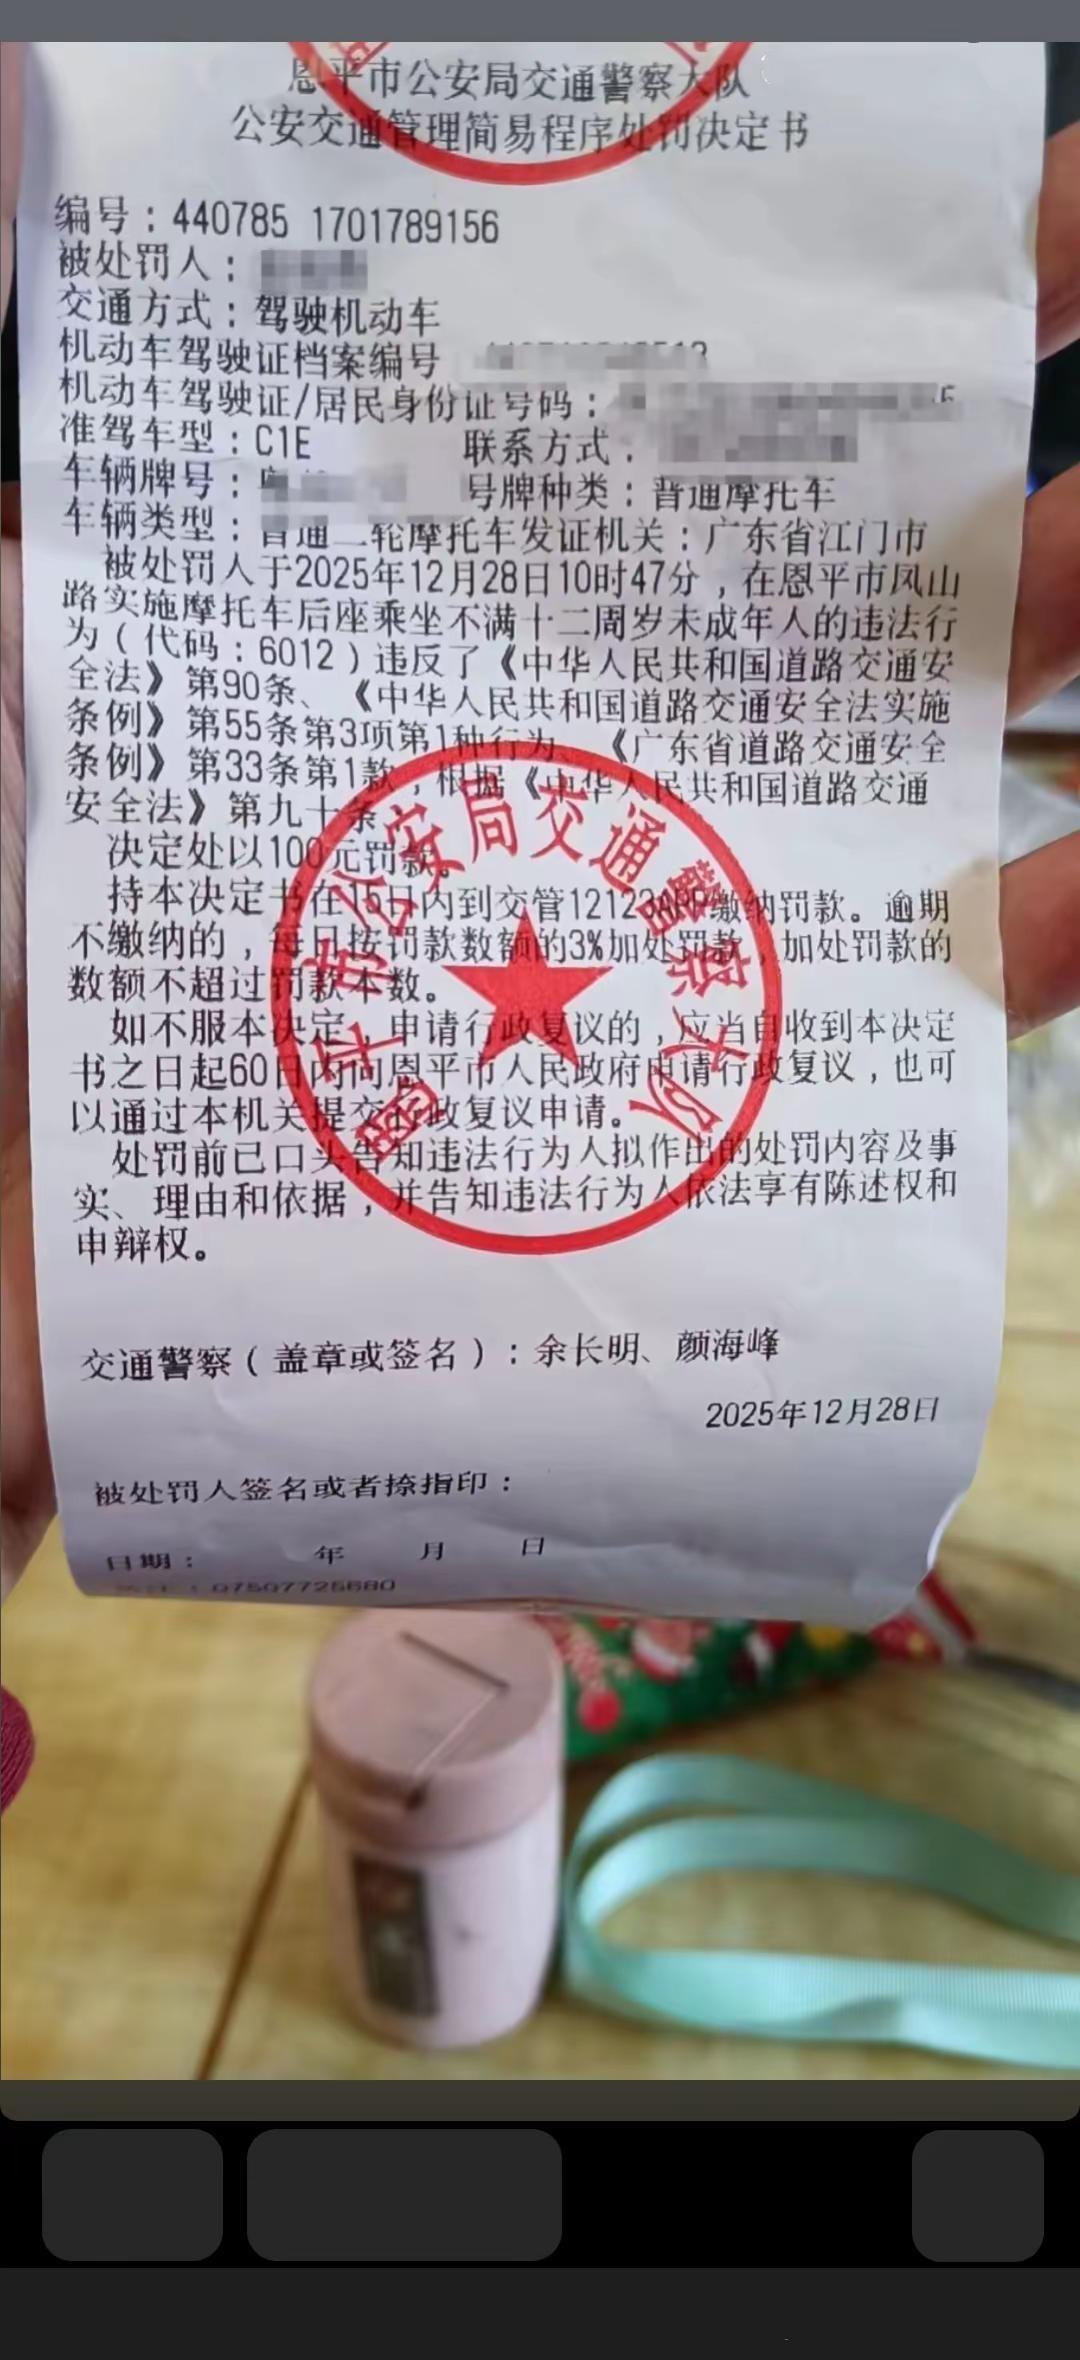 恩平市公安局交通警察大队
公安交通管理简易程序处罚决定书
编号：440785 1701789156
被处罚人：
交通方式：驾驶机动车
机动车驾驶证档案编号
机动车驾驶证/居民身份证号码：
准驾车型：C1E 联系方式：
车辆牌号： 号牌种类：普通摩托车
车辆类型：普通二轮摩托车发证机关：广东省江门市
被处罚人于2025年12月28日10时47分，在恩平市凤山
路实施摩托车后座乘坐不满十二周岁未成年人的违法行
为（代码：6012）违反了《中华人民共和国道路交通安
全法》第90条、《中华人民共和国道路交通安全法实施
条例》第55条第3项第1种行为、《广东省道路交通安全
条例》第33条第1款，根据《中华人民共和国道路交通
安全法》第九十条
决定处以100元罚款。
持本决定书在15日内到交管12123APP缴纳罚款。逾期
不缴纳的，每日按罚款数额的3%加处罚款，加处罚款的
数额不超过罚款本数。
如不服本决定，申请行政复议的，应当自收到本决定
书之日起60日内向恩平市人民政府申请行政复议，也可
以通过本机关提交行政复议申请。
处罚前已口头告知违法行为人拟作出的处罚内容及事
实、理由和依据，并告知违法行为人依法享有陈述权和
申辩权。
恩平市公安局交通警察大队
交通警察（盖章或签名）：余长明、颜海峰
2025年12月28日
被处罚人签名或者捺指印：
日期： 年 月 日
：07507725680